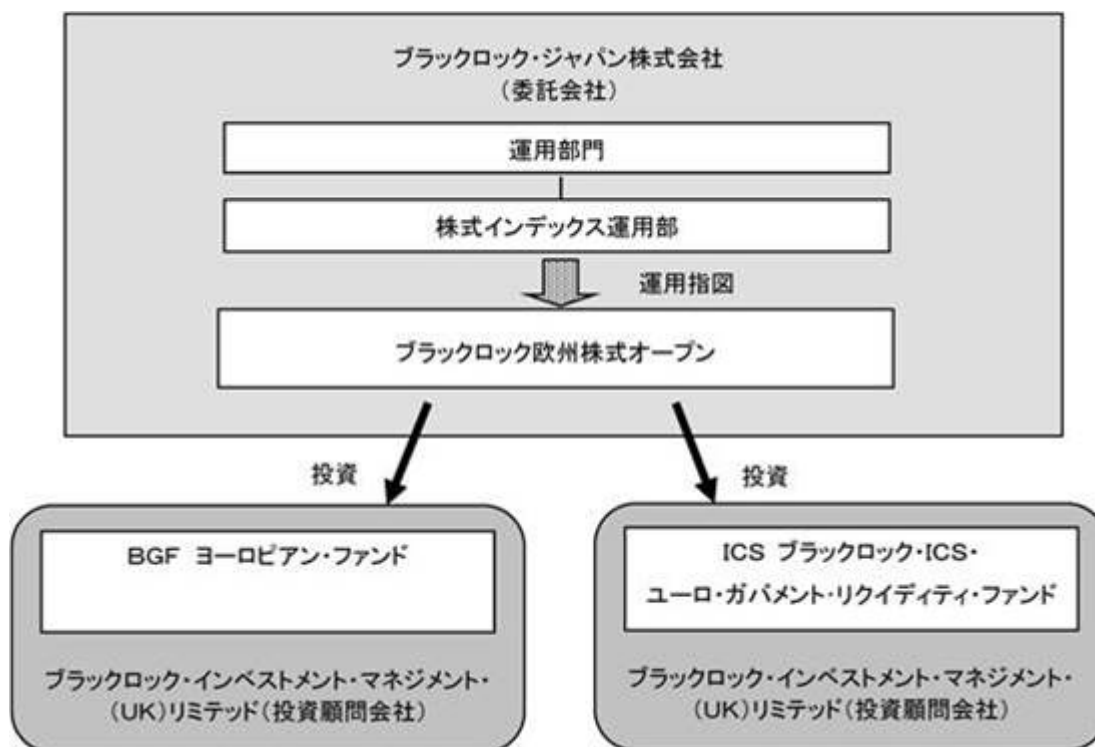 ブラックロック・ジャパン株式会社
（委託会社）
運用部門
株式インデックス運用部
運用指図
ブラックロック欧州株式オープン
投資
投資
BGF ヨーロピアン・ファンド
ブラックロック・インベストメント・マネジメント・
（UK）リミテッド（投資顧問会社）
ICS ブラックロック・ICS・
ユーロ・ガバメント・リクイディティ・ファンド
ブラックロック・インベストメント・マネジメント・
（UK）リミテッド（投資顧問会社）